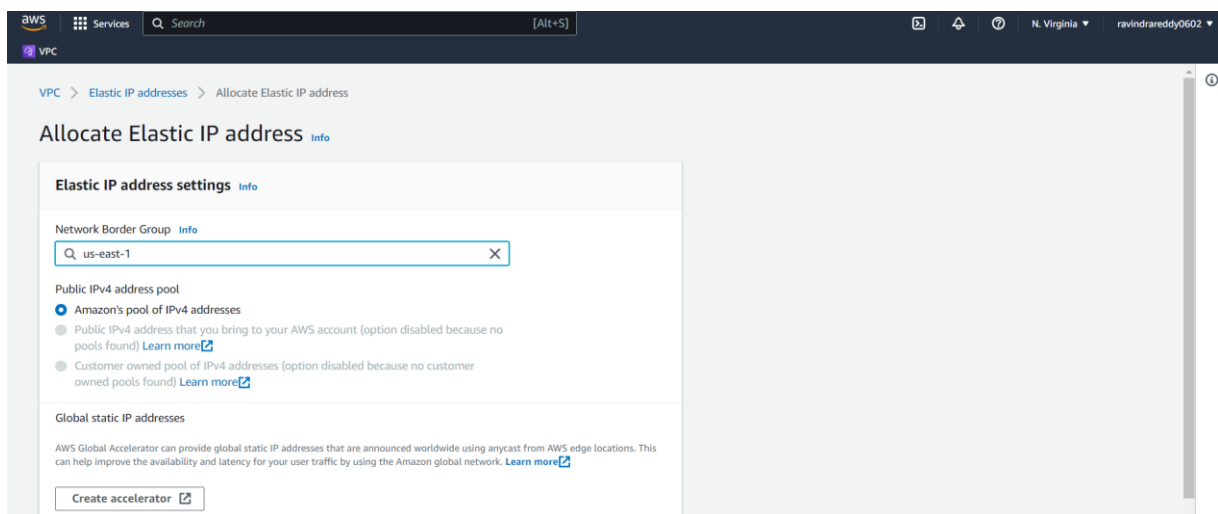 aws Services Search [Alt+S] N. Virginia ravindrareddy0602
VPC
VPC > Elastic IP addresses > Allocate Elastic IP address
Allocate Elastic IP address Info
Elastic IP address settings Info
Network Border Group Info
us-east-1
Public IPv4 address pool
Amazon's pool of IPv4 addresses
Public IPv4 address that you bring to your AWS account (option disabled because no
pools found) Learn more
Customer owned pool of IPv4 addresses (option disabled because no customer
owned pools found) Learn more
Global static IP addresses
AWS Global Accelerator can provide global static IP addresses that are announced worldwide using anycast from AWS edge locations. This
can help improve the availability and latency for your user traffic by using the Amazon global network. Learn more
Create accelerator